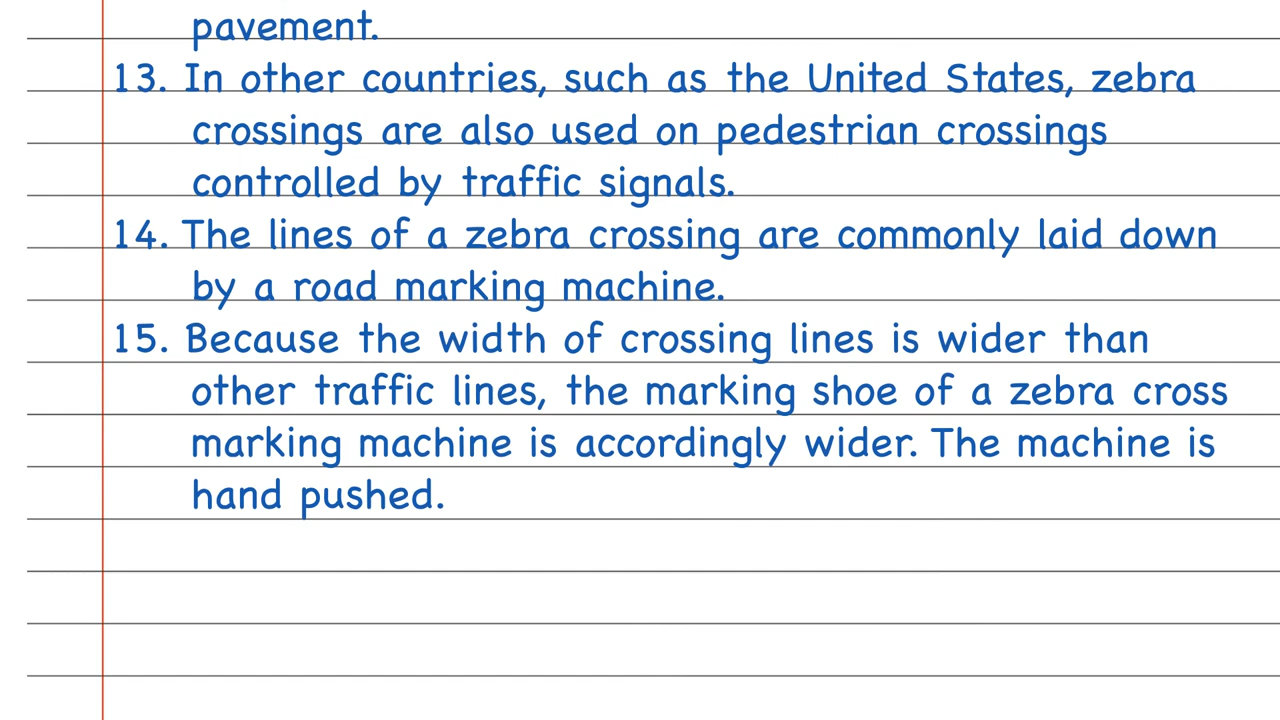 pavement.
13. In other countries, such as the United States, zebra
crossings are also used on pedestrian crossings
controlled by traffic signals.
14. The lines of a zebra crossing are commonly laid down
by a road marking machine.
15. Because the width of crossing lines is wider than
other traffic lines, the marking shoe of a zebra cross
marking machine is accordingly wider. The machine is
hand pushed.